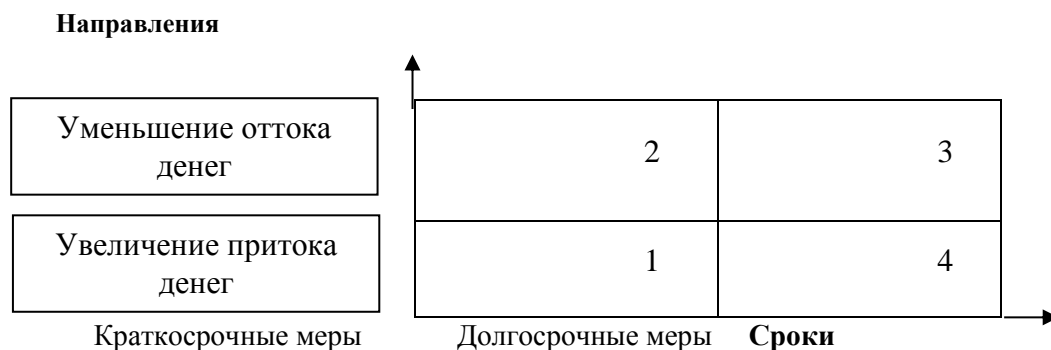 Направления
Уменьшение оттока
денег
2
3
Увеличение притока
денег
1
4
Краткосрочные меры
Долгосрочные меры
Сроки